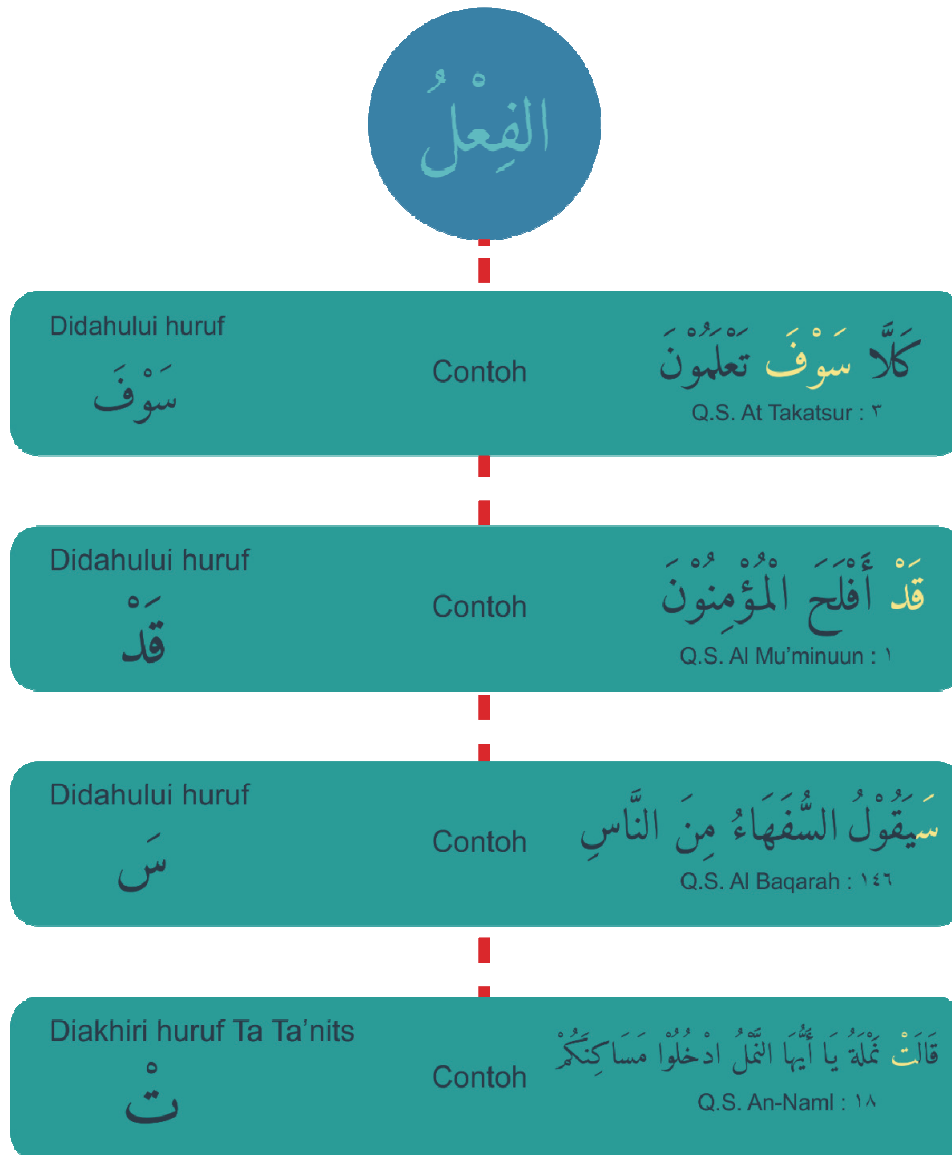 الفِعْلُ
Didahului huruf
سَوْفَ
Contoh
كَلَّا سَوْفَ تَعْلَمُوْنَ
Q.S. At Takatsur : ٣
Didahului huruf
قَدْ
Contoh
قَدْ أَفْلَحَ الْمُؤْمِنُوْنَ
Q.S. Al Mu'minuun : ١
Didahului huruf
سَ
Contoh
سَيَقُوْلُ السُّفَهَاءُ مِنَ النَّاسِ
Q.S. Al Baqarah : ١٤٦
Diakhiri huruf Ta Ta'nits
تْ
Contoh
قَالَتْ نَمْلَةُ يَا أَيُّهَا النَّمْلُ ادْخُلُوْا مَسَاكِنَكُمْ
Q.S. An-Naml : ١٨